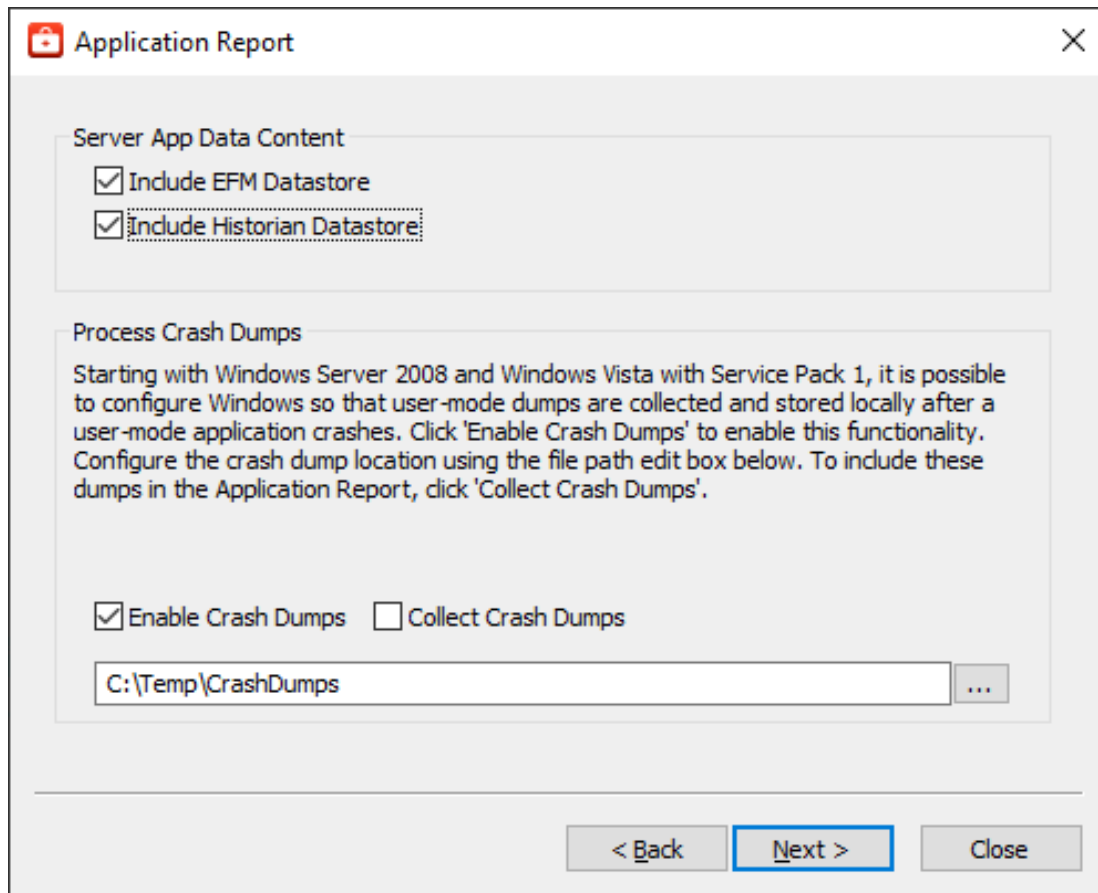 Application Report
Server App Data Content
Include EFM Datastore
Include Historian Datastore
Process Crash Dumps
Starting with Windows Server 2008 and Windows Vista with Service Pack 1, it is possible
to configure Windows so that user-mode dumps are collected and stored locally after a
user-mode application crashes. Click 'Enable Crash Dumps' to enable this functionality.
Configure the crash dump location using the file path edit box below. To include these
dumps in the Application Report, click 'Collect Crash Dumps'.
Enable Crash Dumps Collect Crash Dumps
C:\Temp\CrashDumps ...
< Back Next > Close